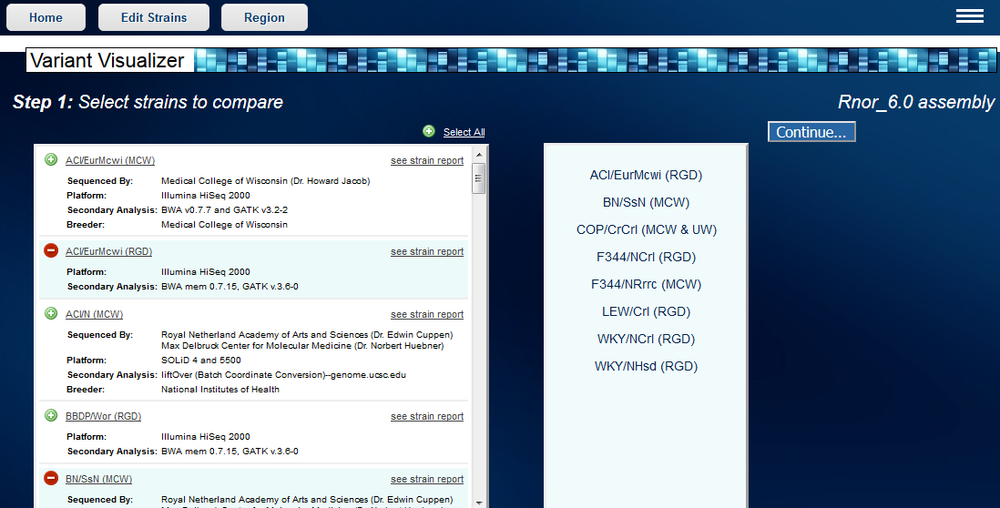 Home Edit Strains Region
Variant Visualizer
Step 1: Select strains to compare Rnor_6.0 assembly
Select All Continue...
ACI/EurMcwi (MCW) see strain report
Sequenced By: Medical College of Wisconsin (Dr. Howard Jacob)
Platform: Illumina HiSeq 2000
Secondary Analysis: BWA v0.7.7 and GATK v3.2-2
Breeder: Medical College of Wisconsin
ACI/EurMcwi (RGD) see strain report
Platform: Illumina HiSeq 2000
Secondary Analysis: BWA mem 0.7.15, GATK v.3.6-0
ACI/N (MCW) see strain report
Sequenced By: Royal Netherland Academy of Arts and Sciences (Dr. Edwin Cuppen)
Max Delbruck Center for Molecular Medicine (Dr. Norbert Huebner)
Platform: SOLiD 4 and 5500
Secondary Analysis: liftOver (Batch Coordinate Conversion)--genome.ucsc.edu
Breeder: National Institutes of Health
BBDP/Wor (RGD) see strain report
Platform: Illumina HiSeq 2000
Secondary Analysis: BWA mem 0.7.15, GATK v.3.6-0
BN/SsN (MCW) see strain report
Sequenced By: Royal Netherland Academy of Arts and Sciences (Dr. Edwin Cuppen)
ACI/EurMcwi (RGD)
BN/SsN (MCW)
COP/CrCrl (MCW & UW)
F344/NCrl (RGD)
F344/NRrrc (MCW)
LEW/Crl (RGD)
WKY/NCrl (RGD)
WKY/NHsd (RGD)